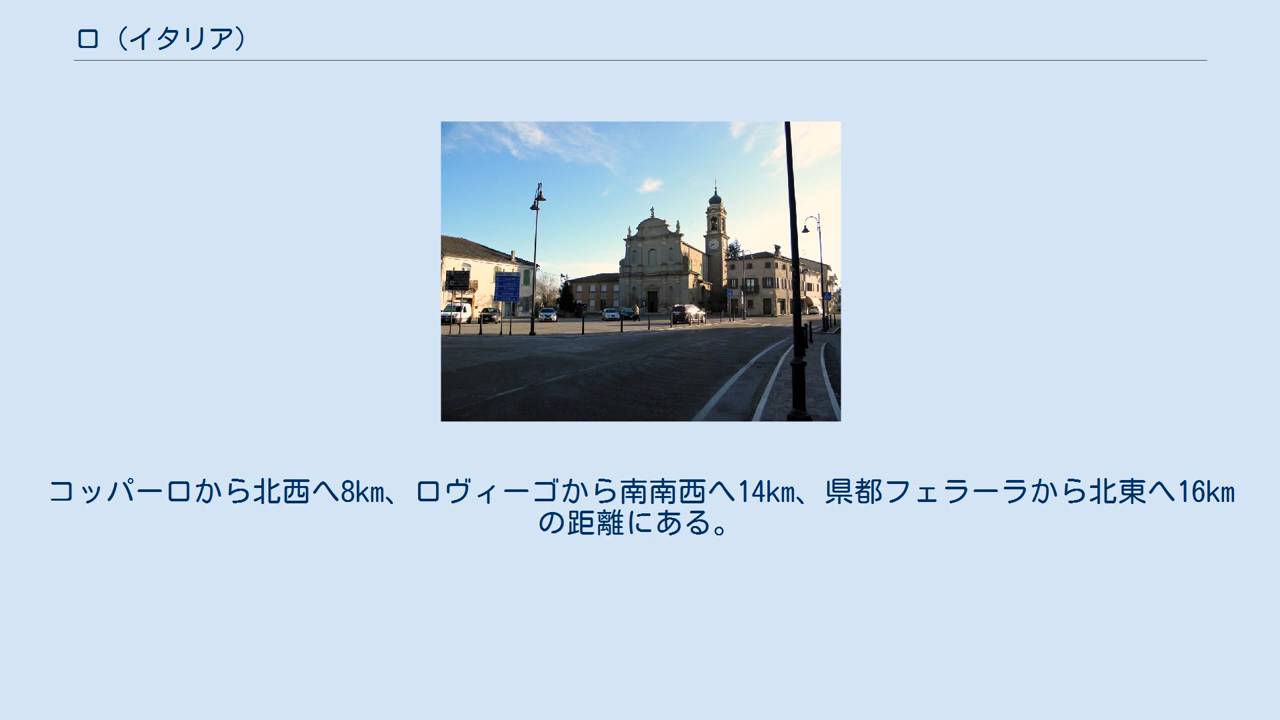 ロ（イタリア）
コッパーロから北西へ8km、ロヴィーゴから南南西へ14km、県都フェラーラから北東へ16km
の距離にある。